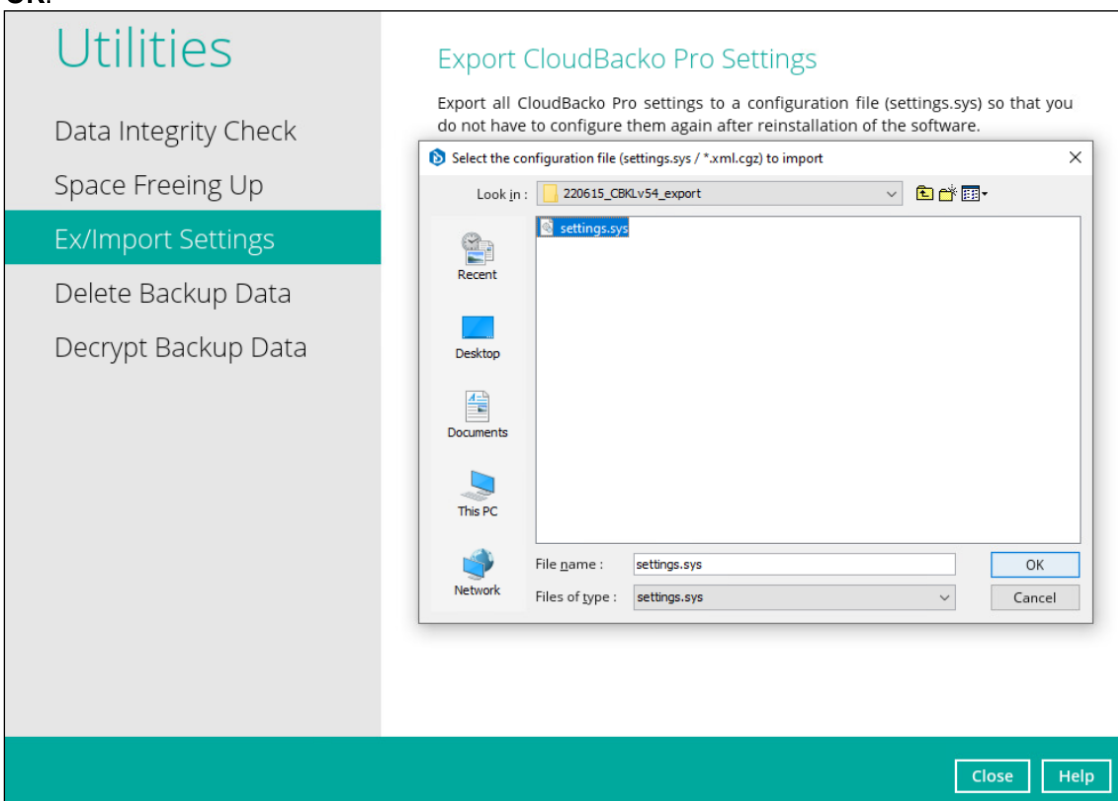 OK.
Utilities
Data Integrity Check
Space Freeing Up
Ex/Import Settings
Delete Backup Data
Decrypt Backup Data
Export CloudBacko Pro Settings
Export all CloudBacko Pro settings to a configuration file (settings.sys) so that you
do not have to configure them again after reinstallation of the software.
Select the configuration file (settings.sys / *.xml.cgz) to import
Look in : 220615_CBKLv54_export
settings.sys
Recent
Desktop
Documents
This PC
Network
File name : settings.sys
OK
Files of type : settings.sys
Cancel
Close
Help